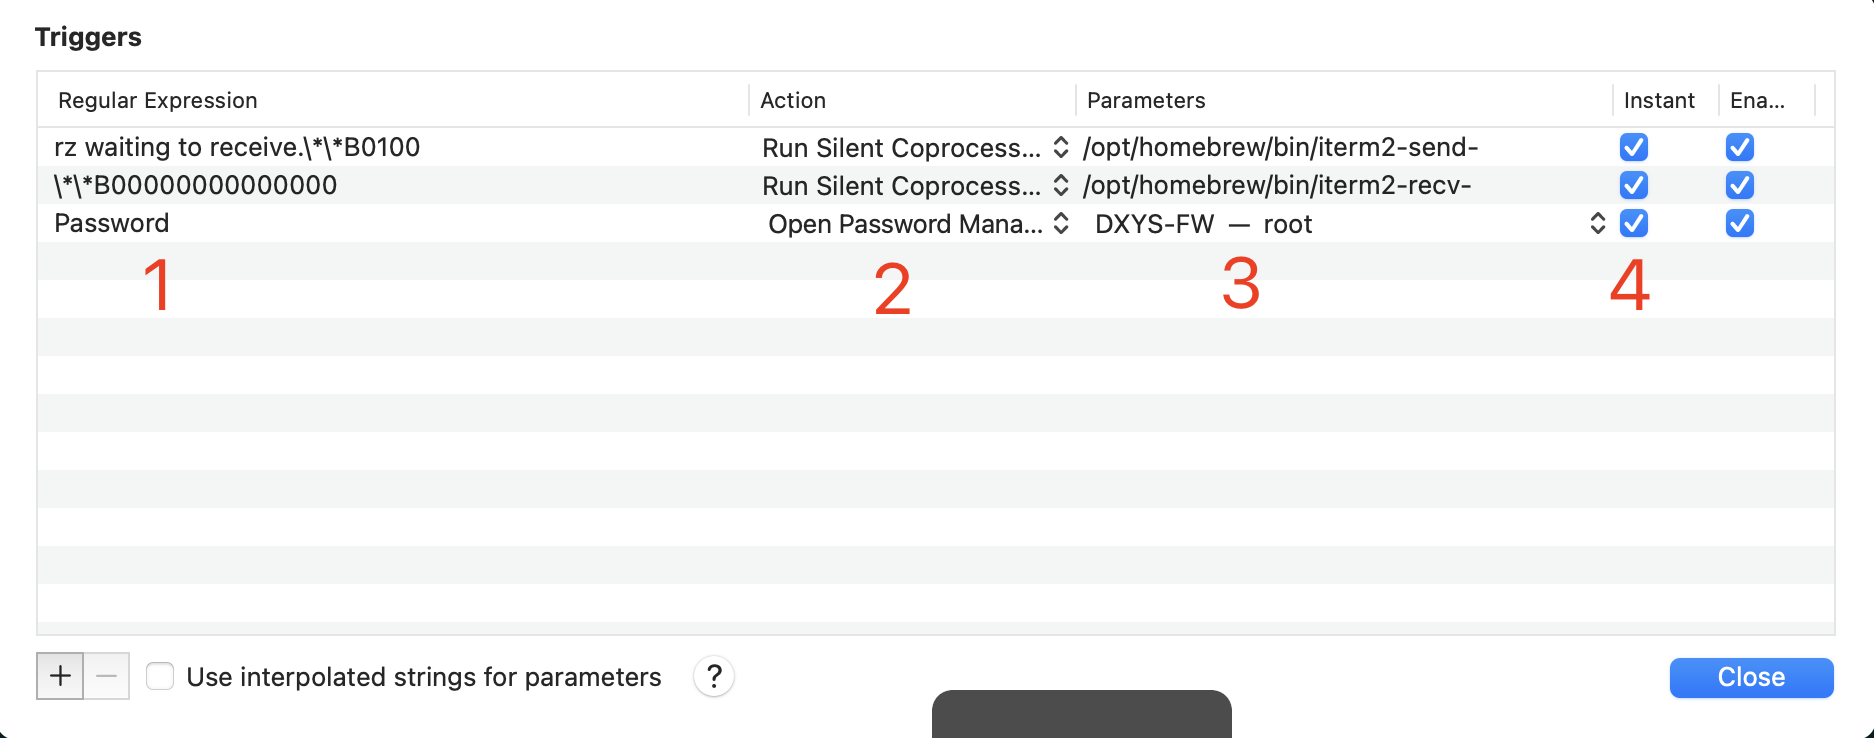 Triggers
Regular Expression Action Parameters Instant Ena...
rz waiting to receive.\*\*B0100 Run Silent Coprocess... /opt/homebrew/bin/iterm2-send-
\*\*B00000000000000 Run Silent Coprocess... /opt/homebrew/bin/iterm2-recv-
Password Open Password Mana... DXYS-FW — root
1 2 3 4
+ − Use interpolated strings for parameters ? Close